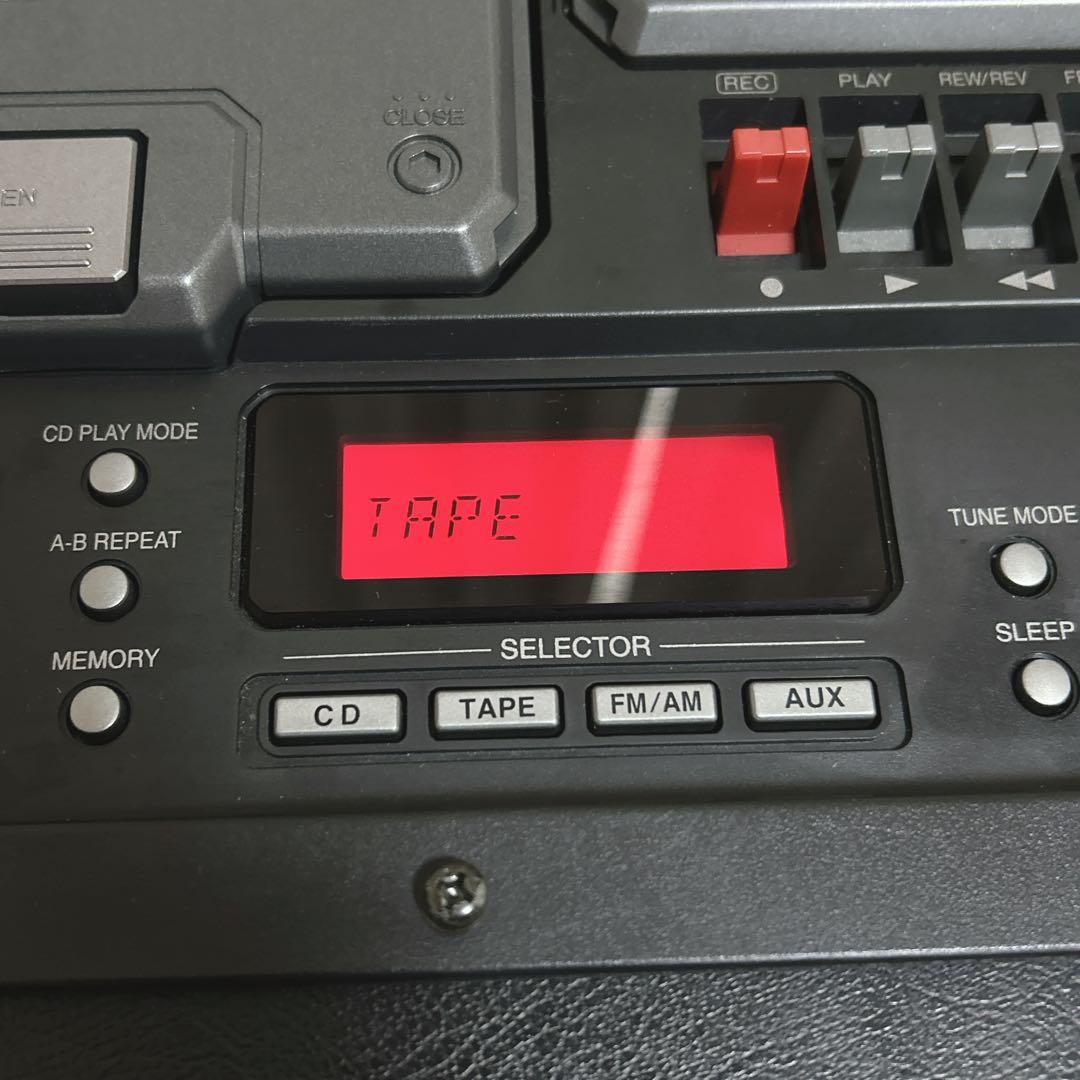 REC PLAY REW/REV
CLOSE
CD PLAY MODE
A-B REPEAT
MEMORY
TAPE
TUNE MODE
SLEEP
SELECTOR
CD TAPE FM/AM AUX